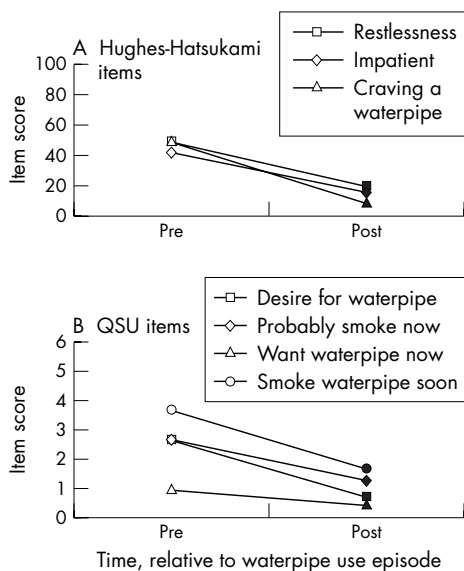 A Hughes-Hatsukami
items
Restlessness
Impatient
Craving a
waterpipe
100
80
60
40
20
0
Item score
Pre
Post
B QSU items
Desire for waterpipe
Probably smoke now
Want waterpipe now
Smoke waterpipe soon
6
5
4
3
2
1
0
Item score
Pre
Post
Time, relative to waterpipe use episode